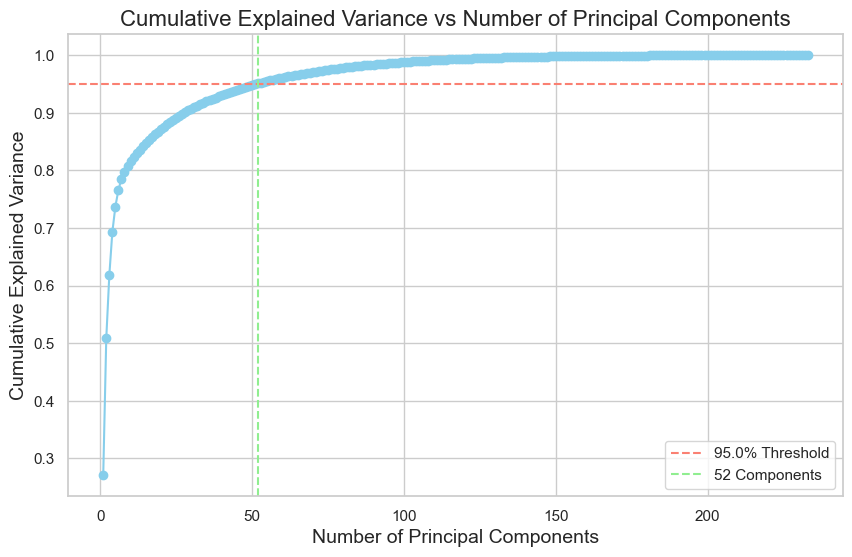 Cumulative Explained Variance vs Number of Principal Components
Cumulative Explained Variance
1.0
0.9
0.8
0.7
0.6
0.5
0.4
0.3
0
50
100
150
200
Number of Principal Components
95.0% Threshold
52 Components